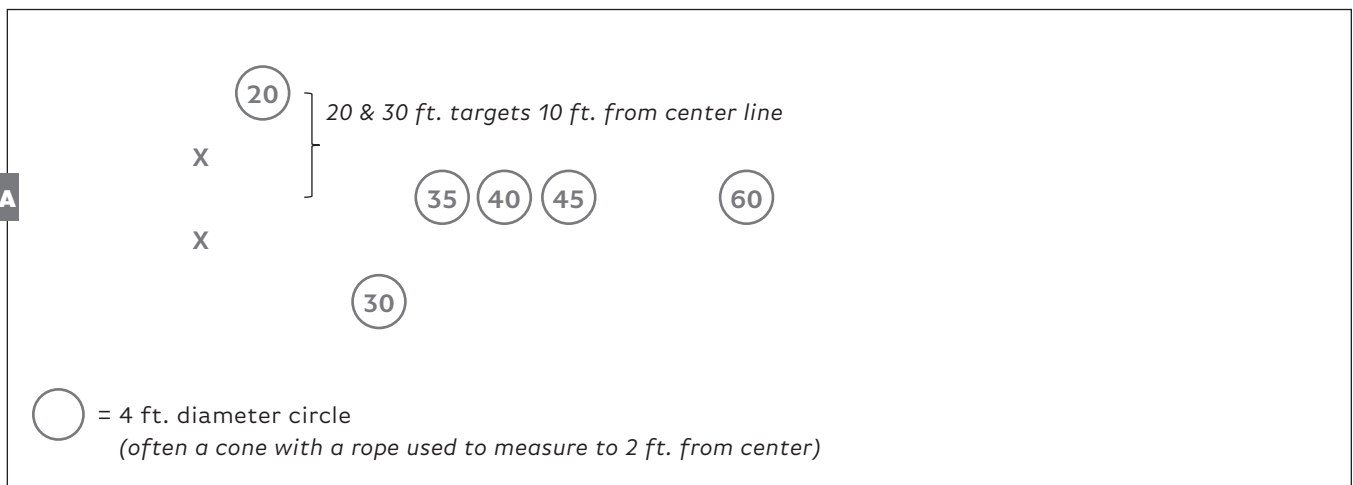 20
20 & 30 ft. targets 10 ft. from center line
X
A
35 40 45 60
X
30
= 4 ft. diameter circle
(often a cone with a rope used to measure to 2 ft. from center)